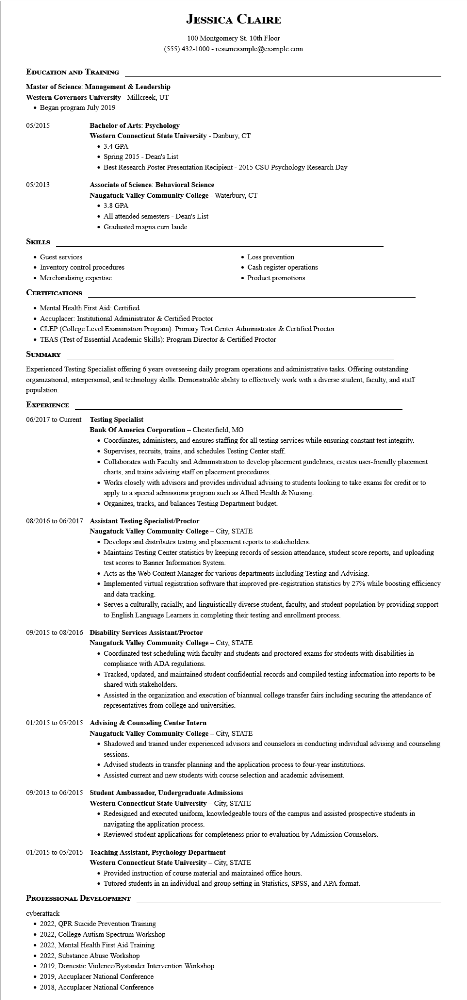 Jessica Claire
100 Montgomery St. 10th Floor
(555) 432-1000 - resumesample@example.com
Education and Training
Master of Science: Management & Leadership
Western Governors University - Millcreek, UT
• Began program July 2019
05/2015 Bachelor of Arts: Psychology
Western Connecticut State University - Danbury, CT
• 3.4 GPA
• Spring 2015 - Dean's List
• Best Research Poster Presentation Recipient - 2015 CSU Psychology Research Day
05/2013 Associate of Science: Behavioral Science
Naugatuck Valley Community College - Waterbury, CT
• 3.8 GPA
• All attended semesters - Dean's List
• Graduated magna cum laude
Skills
• Guest services
• Inventory control procedures
• Merchandising expertise
• Loss prevention
• Cash register operations
• Product promotions
Certifications
• Mental Health First Aid: Certified
• Accuplacer: Institutional Administrator & Certified Proctor
• CLEP (College Level Examination Program): Primary Test Center Administrator & Certified Proctor
• TEAS (Test of Essential Academic Skills): Program Director & Certified Proctor
Summary
Experienced Testing Specialist offering 6 years overseeing daily program operations and administrative tasks. Offering outstanding
organizational, interpersonal, and technology skills. Demonstrable ability to effectively work with a diverse student, faculty, and staff
population.
Experience
06/2017 to Current Testing Specialist
Bank Of America Corporation – Chesterfield, MO
• Coordinates, administers, and ensures staffing for all testing services while ensuring constant test integrity.
• Supervises, recruits, trains, and schedules Testing Center staff.
• Collaborates with Faculty and Administration to develop placement guidelines, creates user-friendly placement
charts, and trains advising staff on placement procedures.
• Works closely with advisors and provides individual advising to students looking to take exams for credit or to
apply to a special admissions program such as Allied Health & Nursing.
• Organizes, tracks, and balances Testing Department budget.
08/2016 to 06/2017 Assistant Testing Specialist/Proctor
Naugatuck Valley Community College – City, STATE
• Develops and distributes testing and placement reports to stakeholders.
• Maintains Testing Center statistics by keeping records of session attendance, student score reports, and uploading
test scores to Banner Information System.
• Acts as the Web Content Manager for various departments including Testing and Advising.
• Implemented virtual registration software that improved pre-registration statistics by 27% while boosting efficiency
and data tracking.
• Serves a culturally, racially, and linguistically diverse student, faculty, and student population by providing support
to English Language Learners in completing their testing and enrollment process.
09/2015 to 08/2016 Disability Services Assistant/Proctor
Naugatuck Valley Community College – City, STATE
• Coordinated test scheduling with faculty and students and proctored exams for students with disabilities in
compliance with ADA regulations.
• Tracked, updated, and maintained student confidential records and compiled testing information into reports to be
shared with stakeholders.
• Assisted in the organization and execution of biannual college transfer fairs including securing the attendance of
representatives from college and universities.
01/2015 to 05/2015 Advising & Counseling Center Intern
Naugatuck Valley Community College – City, STATE
• Shadowed and trained under experienced advisors and counselors in conducting individual advising and counseling
sessions.
• Advised students in transfer planning and the application process to four-year institutions.
• Assisted current and new students with course selection and academic advisement.
09/2013 to 06/2015 Student Ambassador, Undergraduate Admissions
Western Connecticut State University – City, STATE
• Redesigned and executed uniform, knowledgeable tours of the campus and assisted prospective students in
navigating the application process.
• Reviewed student applications for completeness prior to evaluation by Admission Counselors.
01/2015 to 05/2015 Teaching Assistant, Psychology Department
Western Connecticut State University – City, STATE
• Provided instruction of course material and maintained office hours.
• Tutored students in an individual and group setting in Statistics, SPSS, and APA format.
Professional Development
cyberattack
• 2022, QPR Suicide Prevention Training
• 2022, College Autism Spectrum Workshop
• 2022, Mental Health First Aid Training
• 2022, Substance Abuse Workshop
• 2019, Domestic Violence/Bystander Intervention Workshop
• 2019, Accuplacer National Conference
• 2018, Accuplacer National Conference